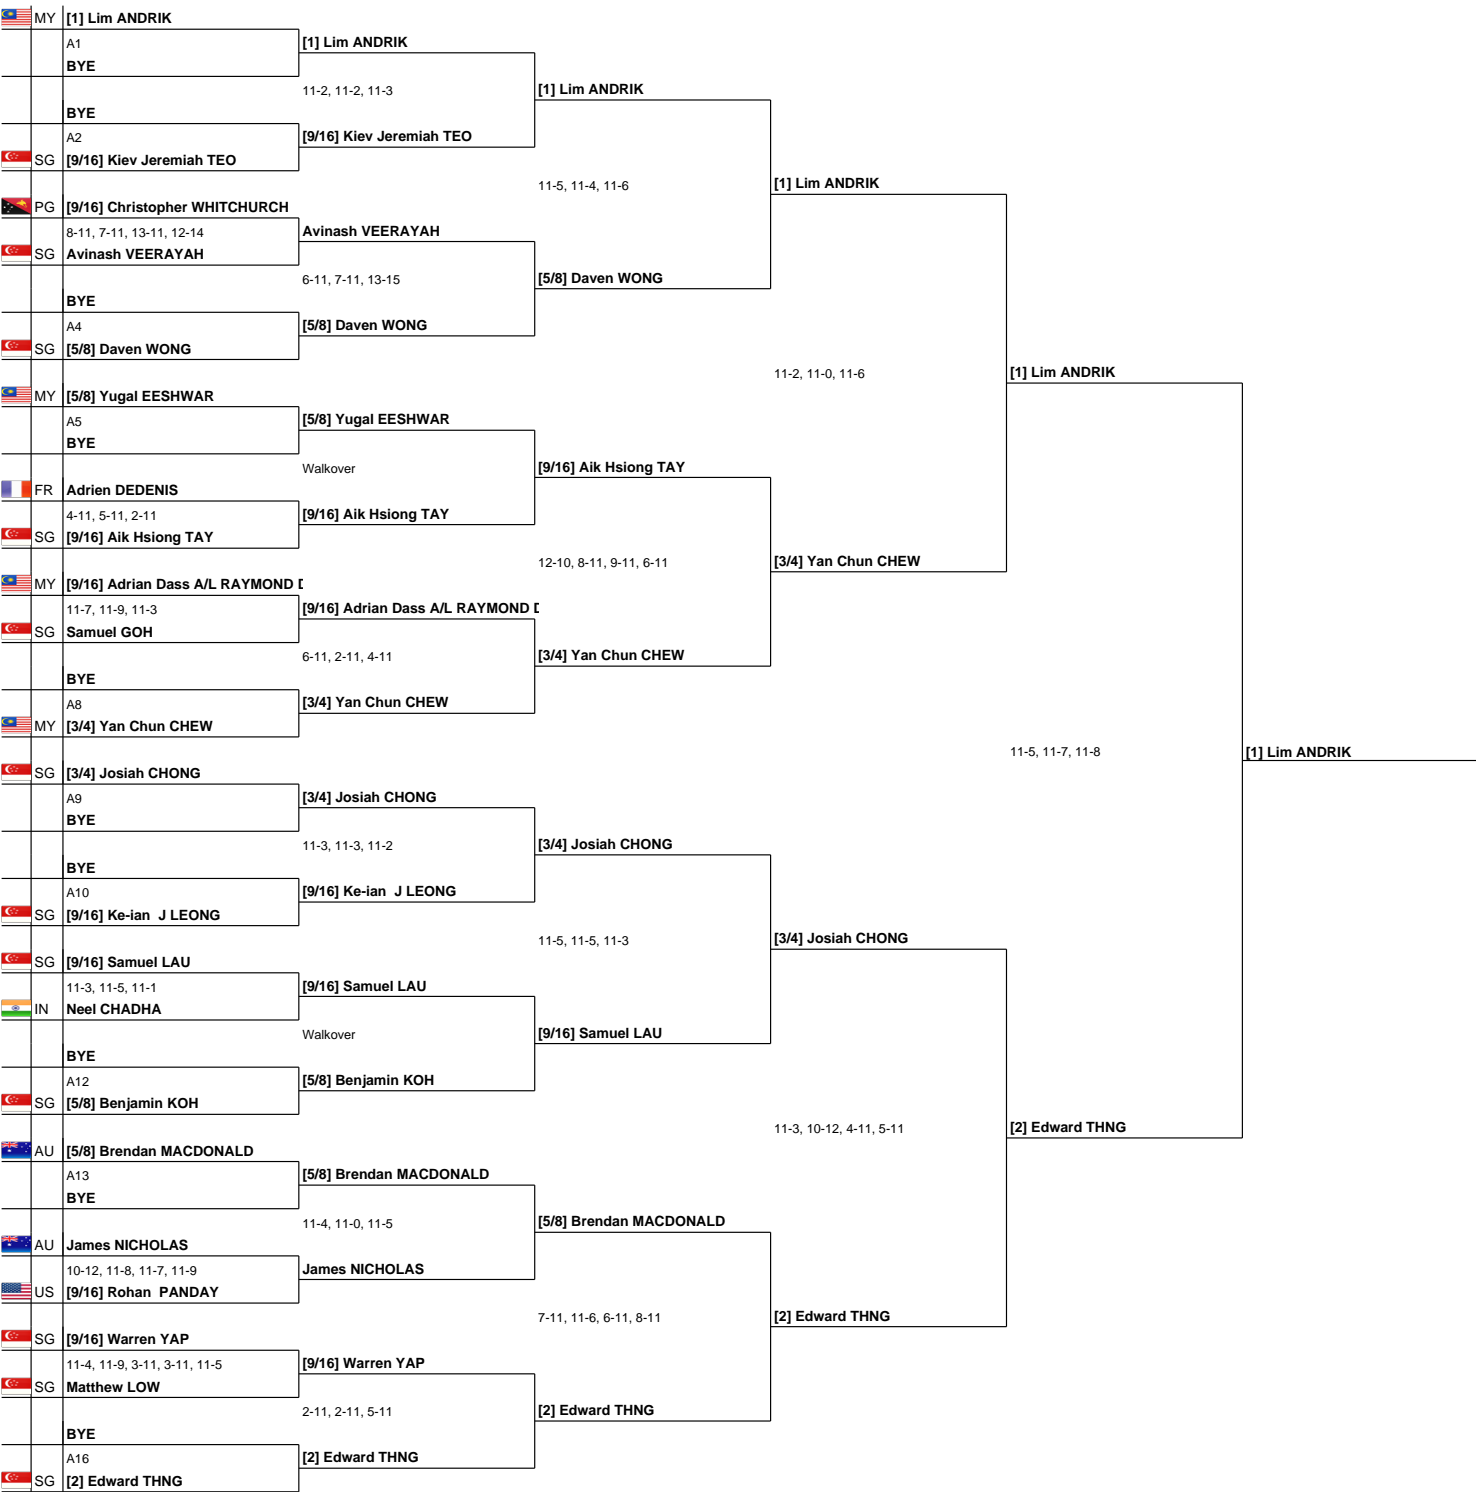 MY [1] Lim ANDRIK
A1
BYE
[1] Lim ANDRIK
11-2, 11-2, 11-3
[1] Lim ANDRIK
BYE
A2
SG [9/16] Kiev Jeremiah TEO
[9/16] Kiev Jeremiah TEO
11-5, 11-4, 11-6
[1] Lim ANDRIK
PG [9/16] Christopher WHITCHURCH
8-11, 7-11, 13-11, 12-14
SG Avinash VEERAYAH
Avinash VEERAYAH
6-11, 7-11, 13-15
[5/8] Daven WONG
BYE
A4
SG [5/8] Daven WONG
[5/8] Daven WONG
11-2, 11-0, 11-6
[1] Lim ANDRIK
MY [5/8] Yugal EESHWAR
A5
BYE
[5/8] Yugal EESHWAR
Walkover
[9/16] Aik Hsiong TAY
FR Adrien DEDENIS
4-11, 5-11, 2-11
SG [9/16] Aik Hsiong TAY
[9/16] Aik Hsiong TAY
12-10, 8-11, 9-11, 6-11
[3/4] Yan Chun CHEW
MY [9/16] Adrian Dass A/L RAYMOND
11-7, 11-9, 11-3
SG Samuel GOH
[9/16] Adrian Dass A/L RAYMOND
6-11, 2-11, 4-11
[3/4] Yan Chun CHEW
BYE
A8
MY [3/4] Yan Chun CHEW
[3/4] Yan Chun CHEW
11-5, 11-7, 11-8
[1] Lim ANDRIK
SG [3/4] Josiah CHONG
A9
BYE
[3/4] Josiah CHONG
11-3, 11-3, 11-2
[3/4] Josiah CHONG
BYE
A10
SG [9/16] Ke-ian J LEONG
[9/16] Ke-ian J LEONG
11-5, 11-5, 11-3
[3/4] Josiah CHONG
SG [9/16] Samuel LAU
11-3, 11-5, 11-1
IN Neel CHADHA
[9/16] Samuel LAU
Walkover
[9/16] Samuel LAU
BYE
A12
SG [5/8] Benjamin KOH
[5/8] Benjamin KOH
11-3, 10-12, 4-11, 5-11
[2] Edward THNG
AU [5/8] Brendan MACDONALD
A13
BYE
[5/8] Brendan MACDONALD
11-4, 11-0, 11-5
[5/8] Brendan MACDONALD
AU James NICHOLAS
10-12, 11-8, 11-7, 11-9
US [9/16] Rohan PANDAY
James NICHOLAS
7-11, 11-6, 6-11, 8-11
[2] Edward THNG
SG [9/16] Warren YAP
11-4, 11-9, 3-11, 3-11, 11-5
SG Matthew LOW
[9/16] Warren YAP
2-11, 2-11, 5-11
[2] Edward THNG
BYE
A16
SG [2] Edward THNG
[2] Edward THNG